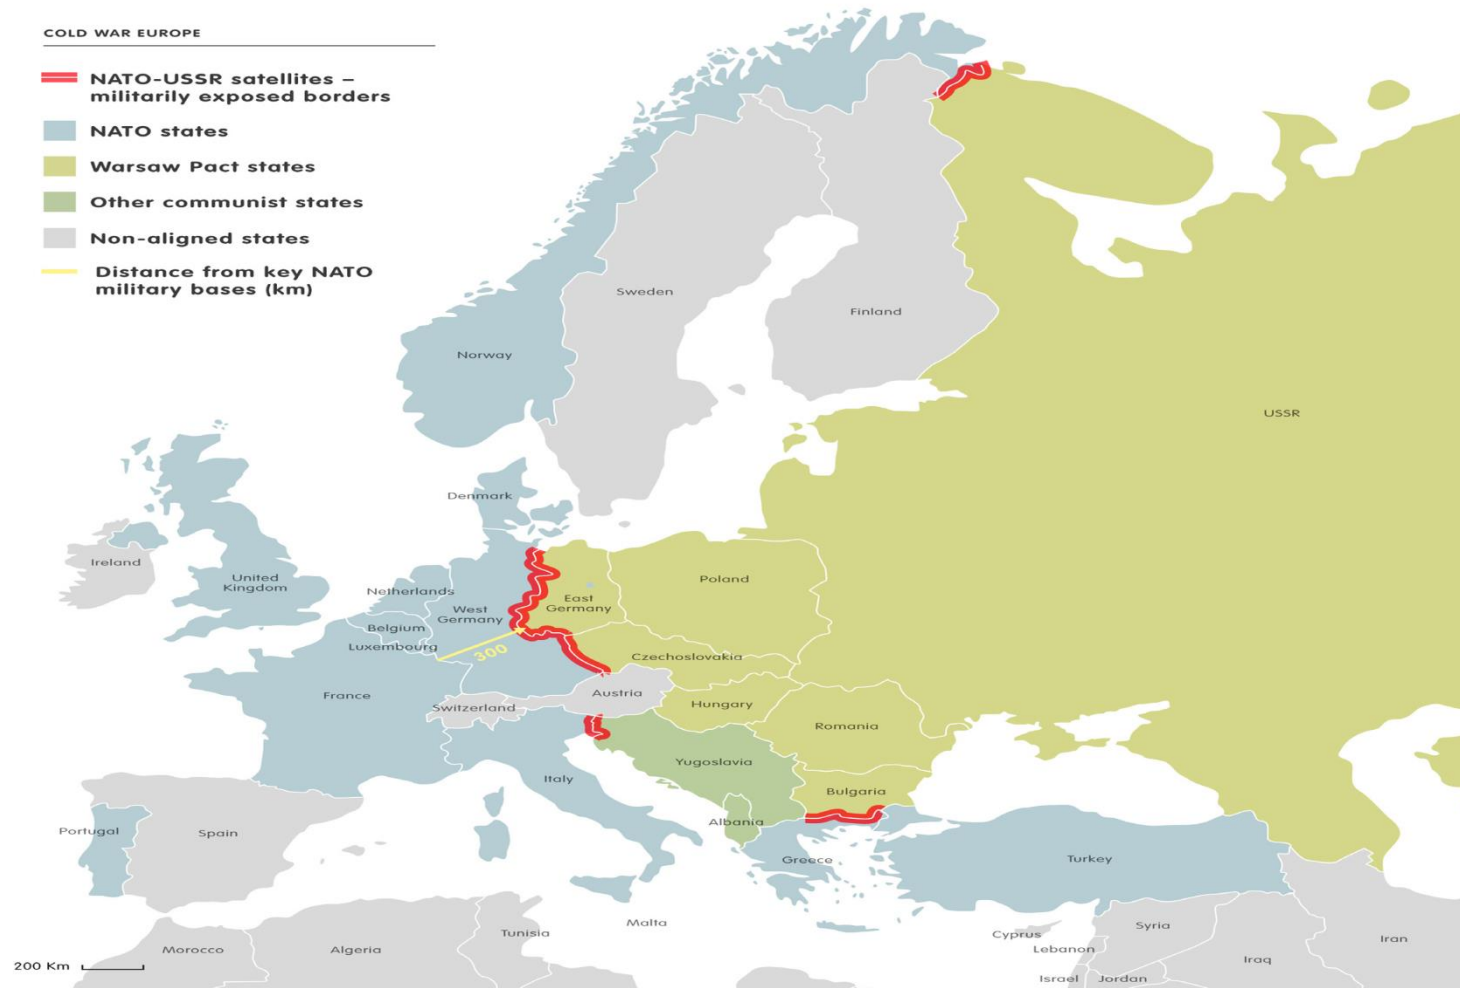 COLD WAR EUROPE
NATO-USSR satellites –
militarily exposed borders
NATO states
Warsaw Pact states
Other communist states
Non-aligned states
Distance from key NATO
military bases (km)
Sweden
Finland
Norway
USSR
Denmark
Ireland
United
Kingdom
Netherlands
Poland
East
Germany
West
Germany
Belgium
Luxembourg
300
Czechoslovakia
France
Austria
Switzerland
Hungary
Romania
Yugoslavia
Italy
Bulgaria
Albania
Portugal
Spain
Greece
Turkey
Malta
Syria
Cyprus
Tunisia
Iran
Morocco
Algeria
Lebanon
Iraq
200 Km
Israel
Jordan